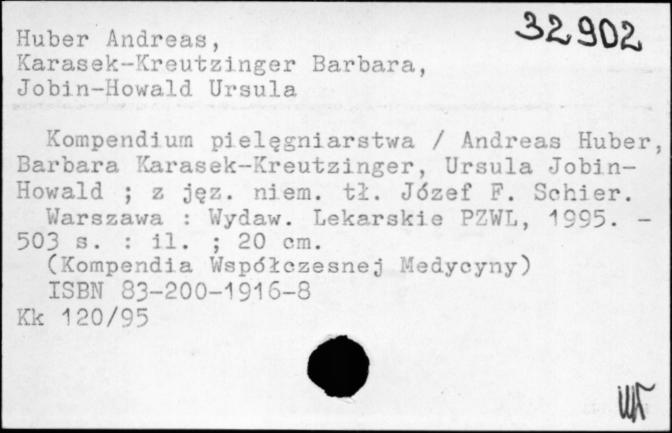 32902
Huber Andreas,
Karasek-Kreutzinger Barbara,
Jobin-Howald Ursula
Kompendium pielęgniarstwa / Andreas Huber,
Barbara Karasek-Kreutzinger, Ursula Jobin-
Howald ; z jęz. niem. tł. Józef F. Schier.
Warszawa : Wydaw. Lekarskie PZWL, 1995. -
503 s. : il. ; 20 cm.
(Kompendia Współczesnej Medycyny)
ISBN 83-200-1916-8
Kk 120/95